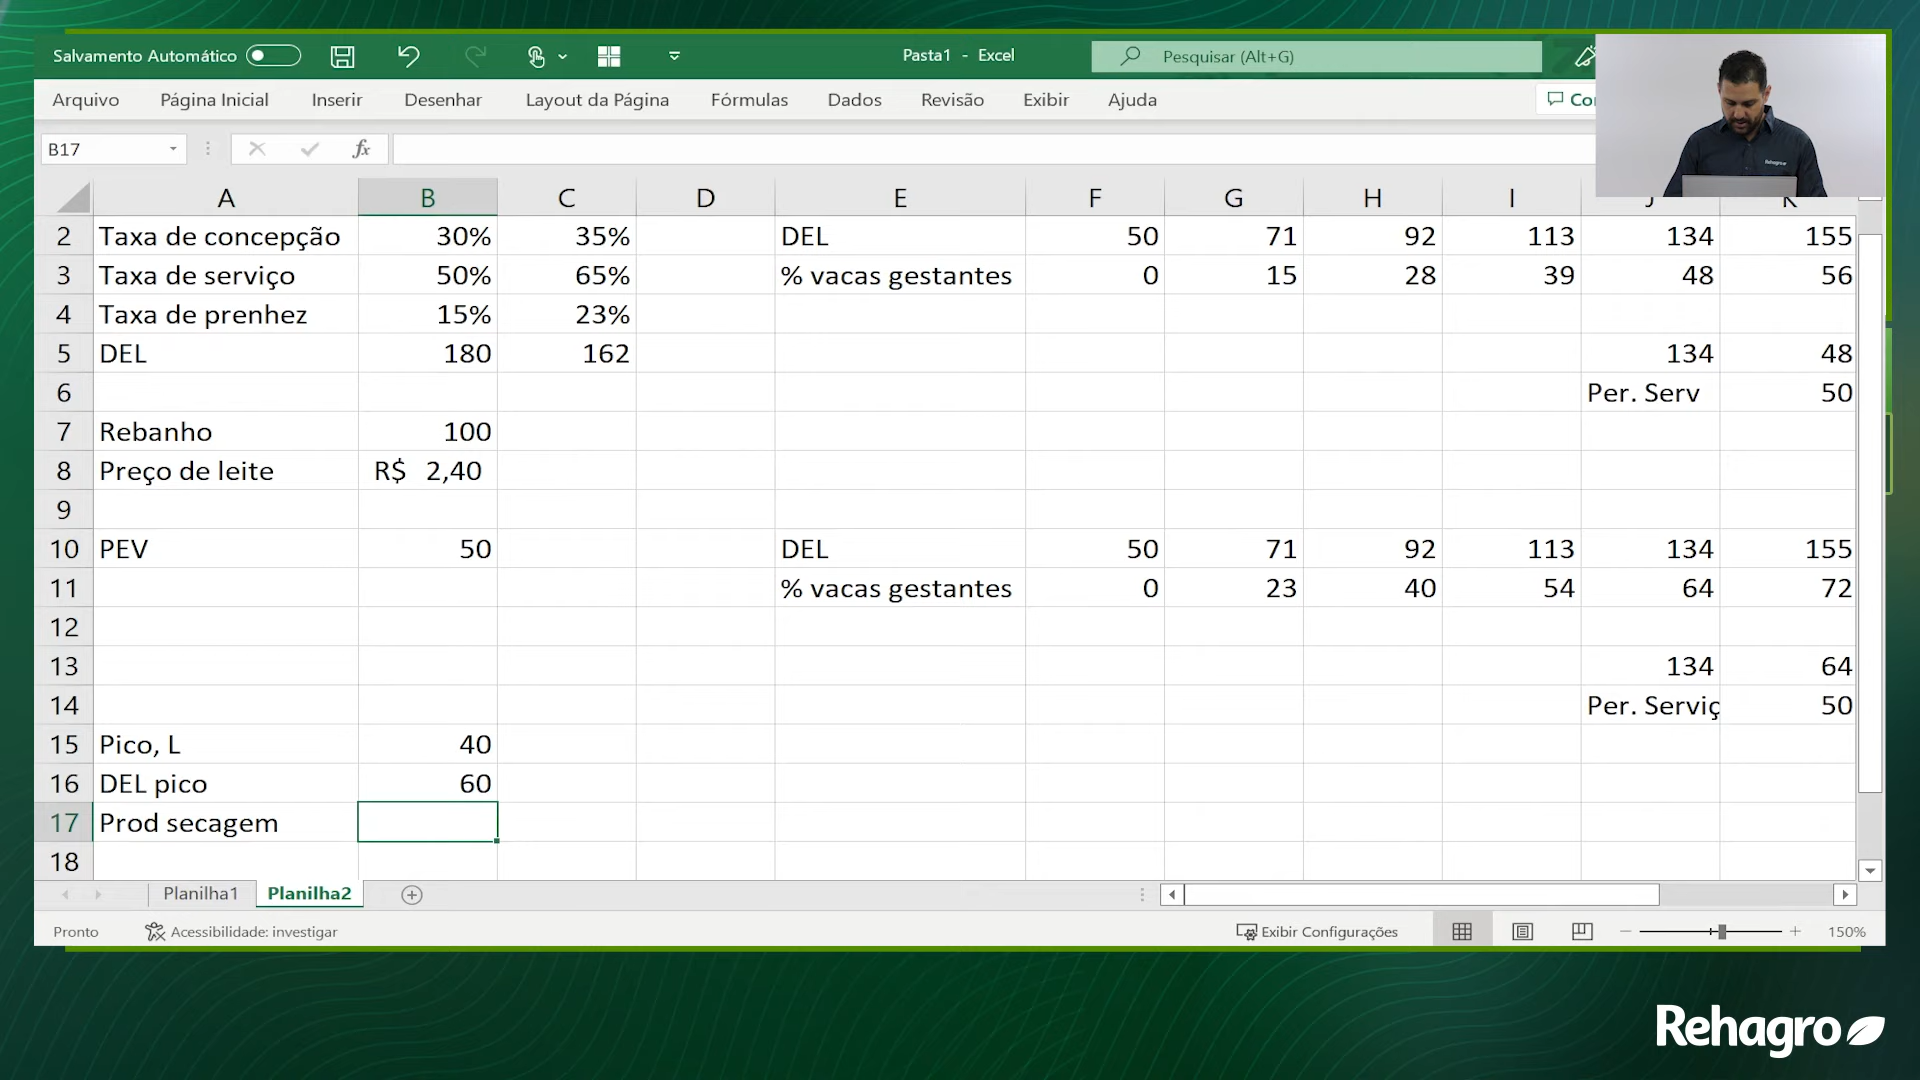 Salvamento Automático
Pasta1 - Excel
Pesquisar (Alt+G)
Arquivo Página Inicial Inserir Desenhar Layout da Página Fórmulas Dados Revisão Exibir Ajuda
B17 fx
A B C D E F G H I J K
2 Taxa de concepção 30% 35% DEL 50 71 92 113 134 155
3 Taxa de serviço 50% 65% % vacas gestantes 0 15 28 39 48 56
4 Taxa de prenhez 15% 23%
5 DEL 180 162 134 48
6 Per. Serv 50
7 Rebanho 100
8 Preço de leite R$ 2,40
9
10 PEV 50 DEL 50 71 92 113 134 155
11 % vacas gestantes 0 23 40 54 64 72
12
13 134 64
14 Per. Serviç 50
15 Pico, L 40
16 DEL pico 60
17 Prod secagem
18
Planilha1 Planilha2
Pronto Acessibilidade: investigar Exibir Configurações 150%
Rehagro